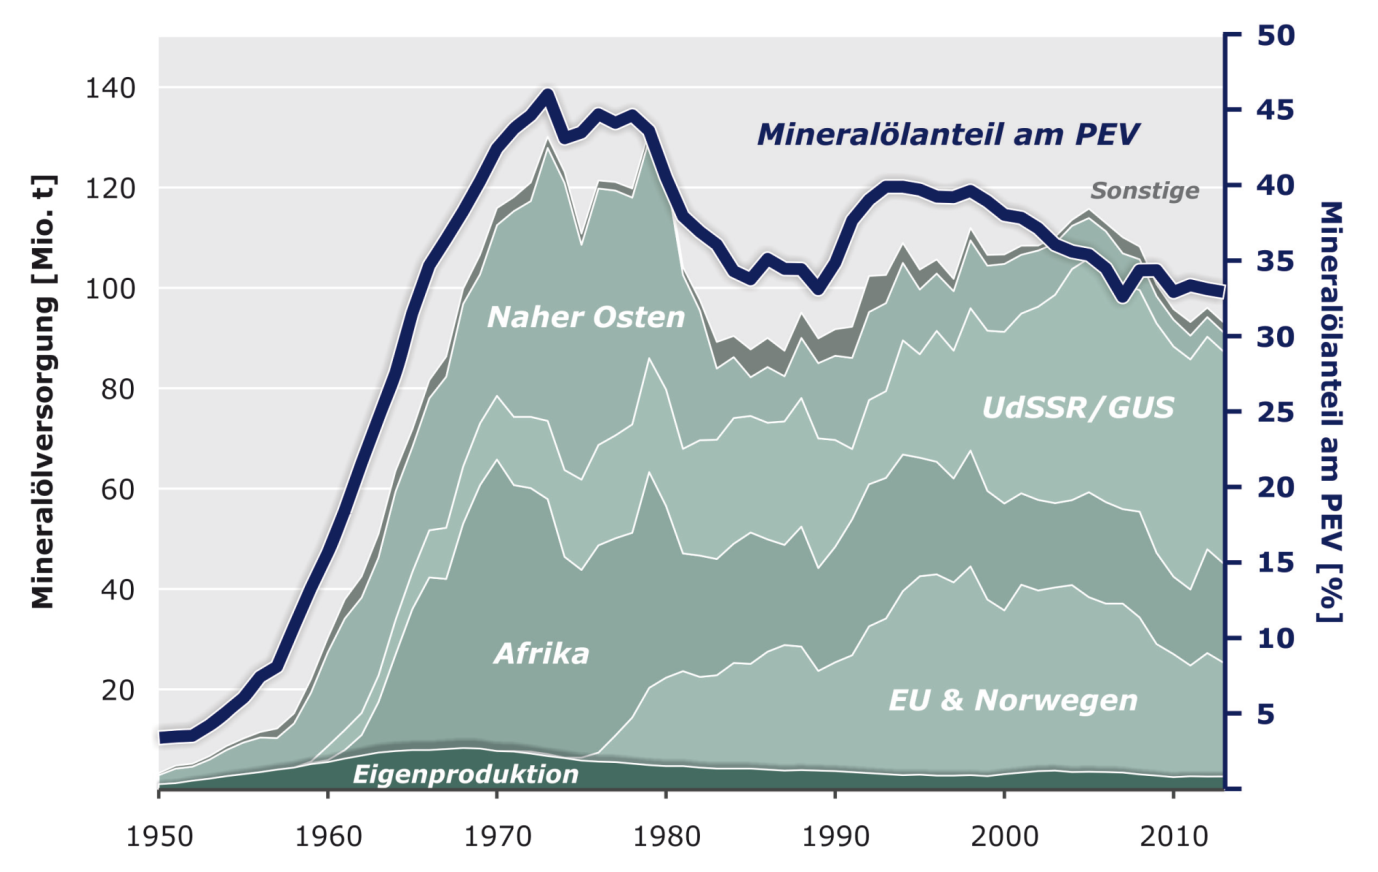 Mineralölversorgung [Mio. t]
140
120
100
80
60
40
20
1950
1960
1970
1980
1990
2000
2010
Mineralölanteil am PEV
Sonstige
Naher Osten
UdSSR/GUS
Afrika
EU & Norwegen
Eigenproduktion
50
45
40
35
30
25
20
15
10
5
Mineralölanteil am PEV [%]